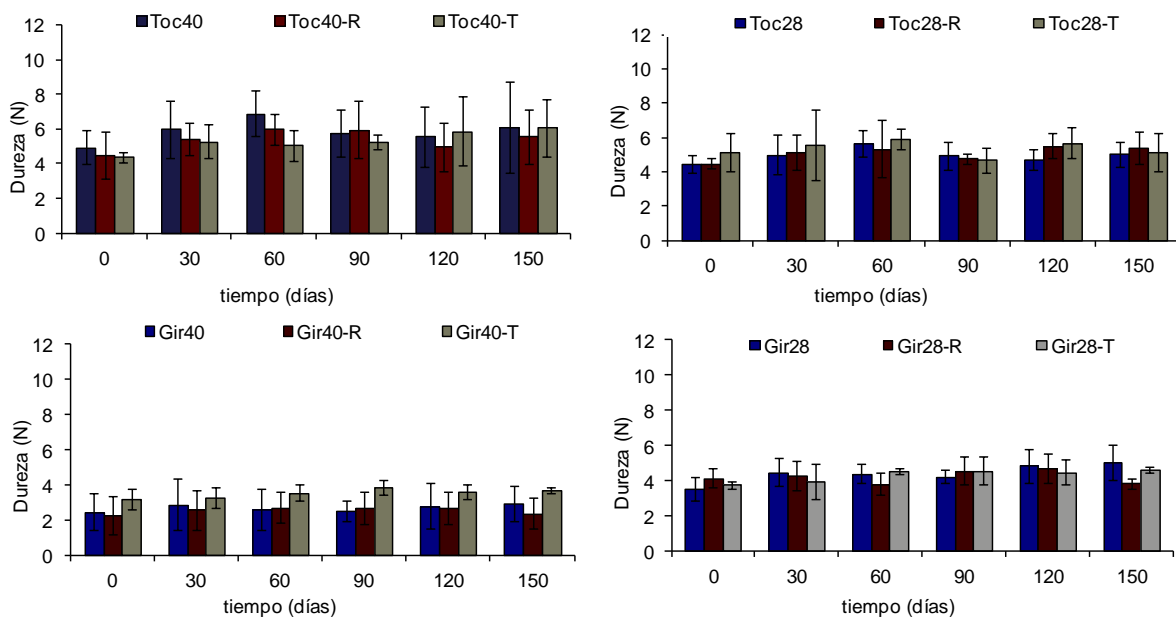 Toc40 Toc40-R Toc40-T
Dureza (N)
12
10
8
6
4
2
0
0 30 60 90 120 150
tiempo (días)
Toc28 Toc28-R Toc28-T
Dureza (N)
12
10
8
6
4
2
0
0 30 60 90 120 150
tiempo (días)
Gir40 Gir40-R Gir40-T
Dureza (N)
12
10
8
6
4
2
0
0 30 60 90 120 150
tiempo (días)
Gir28 Gir28-R Gir28-T
Dureza (N)
12
10
8
6
4
2
0
0 30 60 90 120 150
tiempo (días)